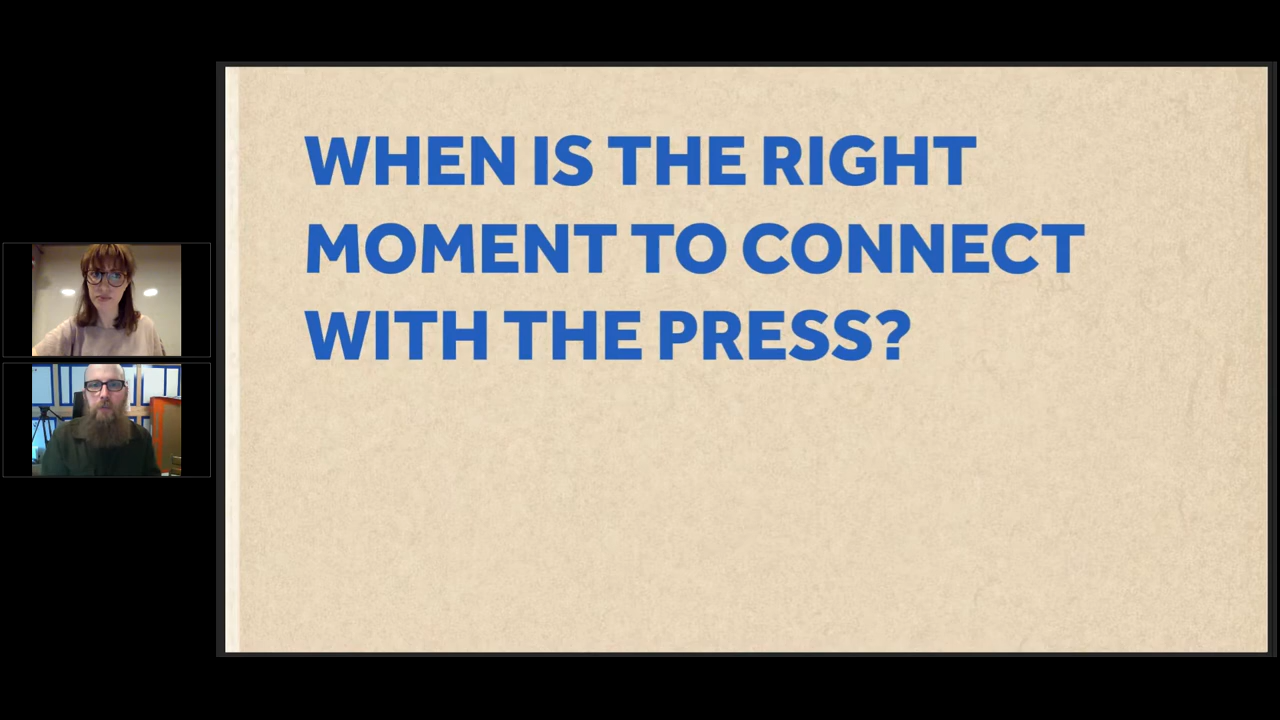 WHEN IS THE RIGHT
MOMENT TO CONNECT
WITH THE PRESS?